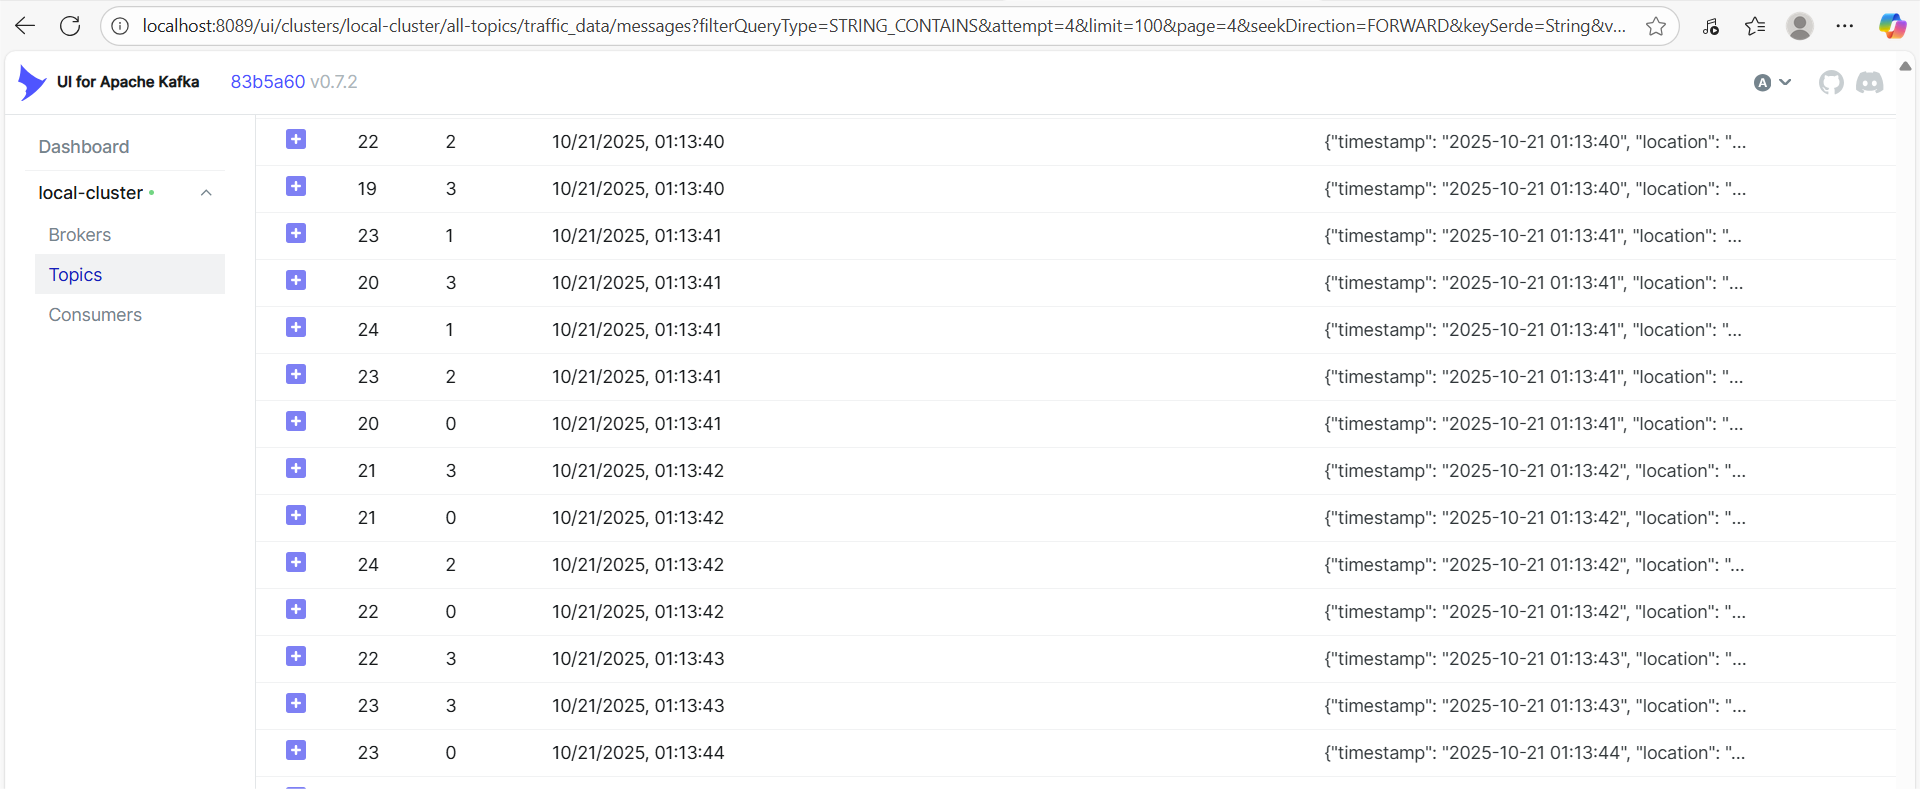 localhost:8089/ui/clusters/local-cluster/all-topics/traffic_data/messages?filterQueryType=STRING_CONTAINS&attempt=4&limit=100&page=4&seekDirection=FORWARD&keySerde=String&v...
UI for Apache Kafka 83b5a60 v0.7.2 A
Dashboard
local-cluster
Brokers
Topics
Consumers
22 2 10/21/2025, 01:13:40 {"timestamp": "2025-10-21 01:13:40", "location": "...
19 3 10/21/2025, 01:13:40 {"timestamp": "2025-10-21 01:13:40", "location": "...
23 1 10/21/2025, 01:13:41 {"timestamp": "2025-10-21 01:13:41", "location": "...
20 3 10/21/2025, 01:13:41 {"timestamp": "2025-10-21 01:13:41", "location": "...
24 1 10/21/2025, 01:13:41 {"timestamp": "2025-10-21 01:13:41", "location": "...
23 2 10/21/2025, 01:13:41 {"timestamp": "2025-10-21 01:13:41", "location": "...
20 0 10/21/2025, 01:13:41 {"timestamp": "2025-10-21 01:13:41", "location": "...
21 3 10/21/2025, 01:13:42 {"timestamp": "2025-10-21 01:13:42", "location": "...
21 0 10/21/2025, 01:13:42 {"timestamp": "2025-10-21 01:13:42", "location": "...
24 2 10/21/2025, 01:13:42 {"timestamp": "2025-10-21 01:13:42", "location": "...
22 0 10/21/2025, 01:13:42 {"timestamp": "2025-10-21 01:13:42", "location": "...
22 3 10/21/2025, 01:13:43 {"timestamp": "2025-10-21 01:13:43", "location": "...
23 3 10/21/2025, 01:13:43 {"timestamp": "2025-10-21 01:13:43", "location": "...
23 0 10/21/2025, 01:13:44 {"timestamp": "2025-10-21 01:13:44", "location": "...